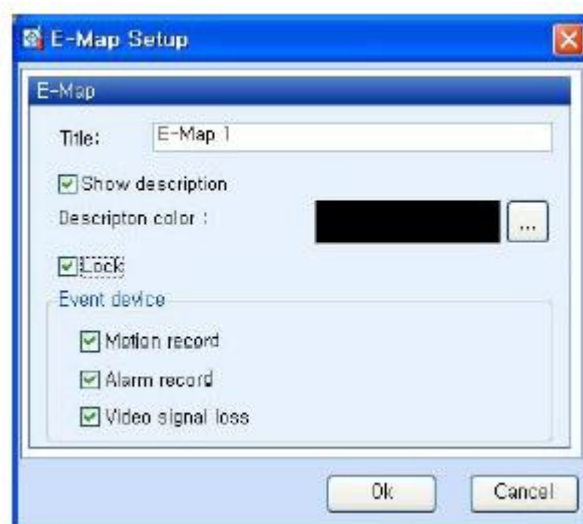 E-Map Setup
E-Map
Title: E-Map 1
Show description
Descripton color :
...
Lock
Event device
Motion record
Alarm record
Video signal loss
Ok Cancel